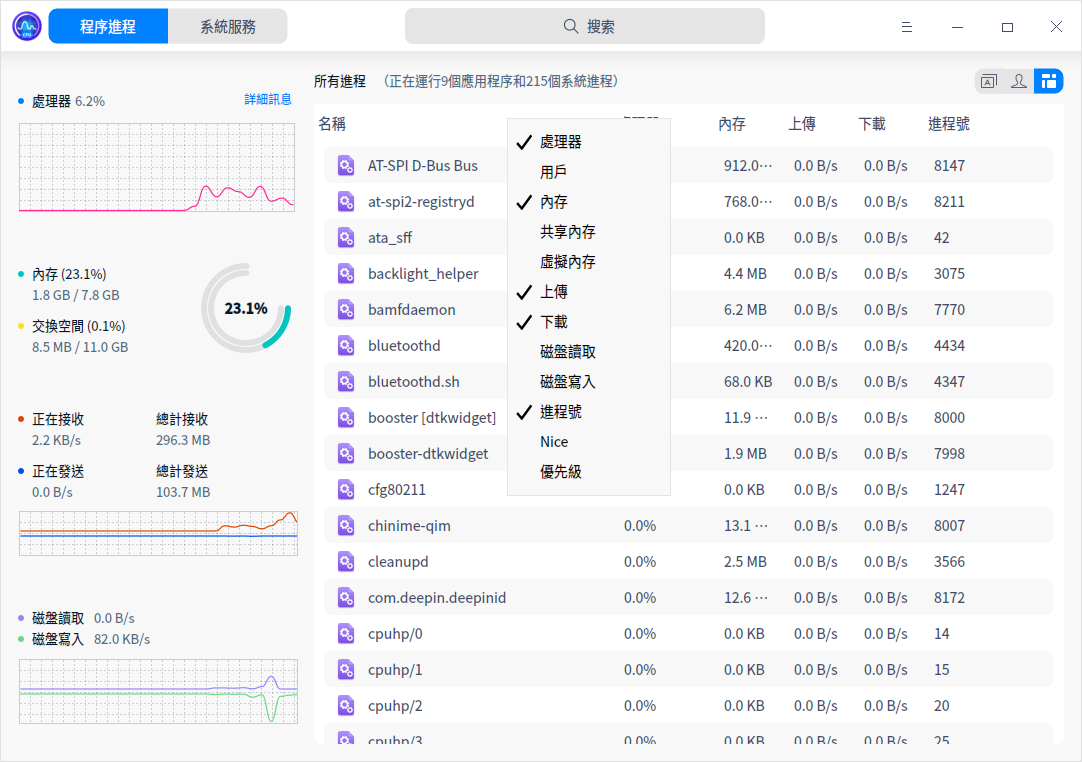 程序進程 系統服務 搜索
所有進程 （正在運行9個應用程序和215個系統進程）
處理器 6.2% 詳細訊息
內存 (23.1%)
1.8 GB / 7.8 GB
交換空間 (0.1%)
8.5 MB / 11.0 GB
23.1%
正在接收 總計接收
2.2 KB/s 296.3 MB
正在發送 總計發送
0.0 B/s 103.7 MB
磁盤讀取 0.0 B/s
磁盤寫入 82.0 KB/s
名稱 處理器 內存 上傳 下載 進程號
AT-SPI D-Bus Bus 912.0··· 0.0 B/s 0.0 B/s 8147
at-spi2-registryd 768.0··· 0.0 B/s 0.0 B/s 8211
ata_sff 0.0 KB 0.0 B/s 0.0 B/s 42
backlight_helper 4.4 MB 0.0 B/s 0.0 B/s 3075
bamfdaemon 6.2 MB 0.0 B/s 0.0 B/s 7770
bluetoothd 420.0··· 0.0 B/s 0.0 B/s 4434
bluetoothd.sh 68.0 KB 0.0 B/s 0.0 B/s 4347
booster [dtkwidget] 11.9 ··· 0.0 B/s 0.0 B/s 8000
booster-dtkwidget 1.9 MB 0.0 B/s 0.0 B/s 7998
cfg80211 0.0 KB 0.0 B/s 0.0 B/s 1247
chinime-qim 0.0% 13.1 ··· 0.0 B/s 0.0 B/s 8007
cleanupd 0.0% 2.5 MB 0.0 B/s 0.0 B/s 3566
com.deepin.deepinid 0.0% 12.6 ··· 0.0 B/s 0.0 B/s 8172
cpuhp/0 0.0% 0.0 KB 0.0 B/s 0.0 B/s 14
cpuhp/1 0.0% 0.0 KB 0.0 B/s 0.0 B/s 15
cpuhp/2 0.0% 0.0 KB 0.0 B/s 0.0 B/s 20
cpuhp/3 0.0% 0.0 KB 0.0 B/s 0.0 B/s 25
處理器
用戶
內存
共享內存
虛擬內存
上傳
下載
磁盤讀取
磁盤寫入
進程號
Nice
優先級